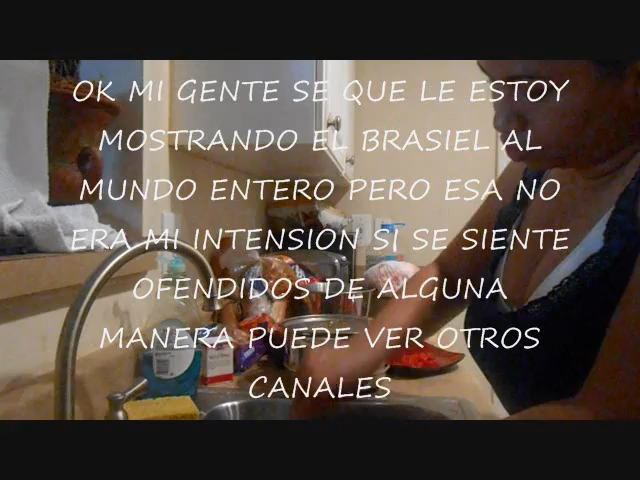 OK MI GENTE SE QUE LE ESTOY
MOSTRANDO EL BRASIEL AL
MUNDO ENTERO PERO ESA NO
ERA MI INTENSION SI SE SIENTE
OFENDIDOS DE ALGUNA
MANERA PUEDE VER OTROS
CANALES